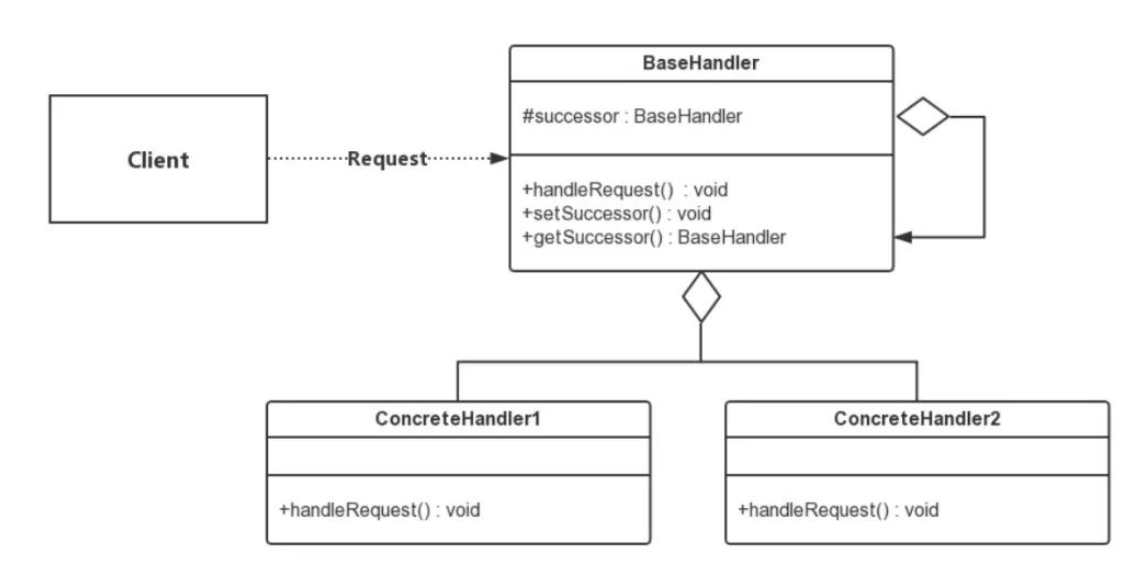 BaseHandler
#successor : BaseHandler
Client
Request
+handleRequest() : void
+setSuccessor() : void
+getSuccessor() : BaseHandler
ConcreteHandler1
ConcreteHandler2
+handleRequest() : void
+handleRequest() : void